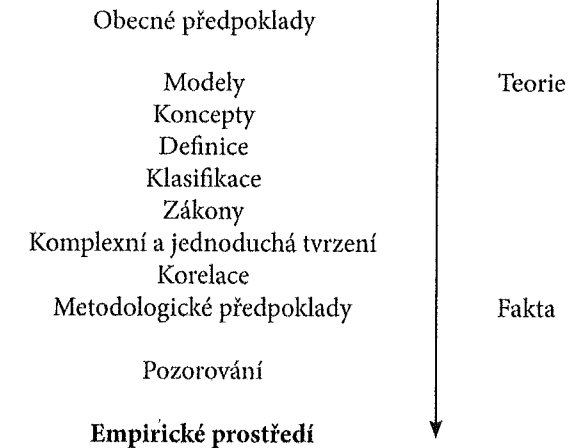 Obecné předpoklady
Modely
Teorie
Koncepty
Definice
Klasifikace
Zákony
Komplexní a jednoduchá tvrzení
Korelace
Metodologické předpoklady
Fakta
Pozorování
Empirické prostředí